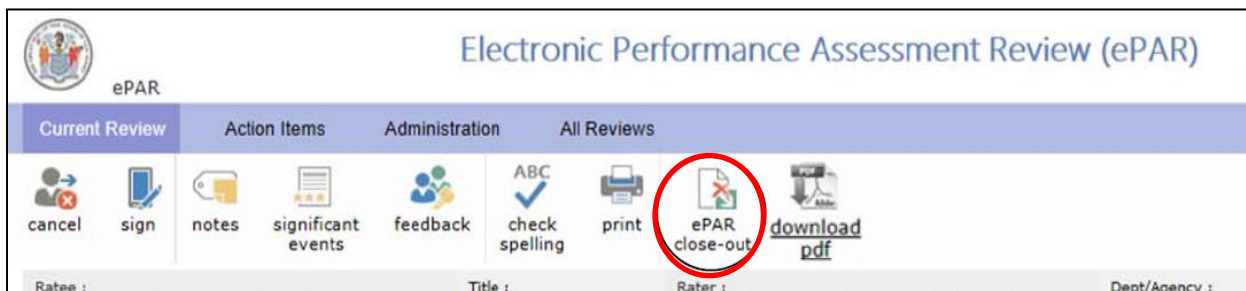 Electronic Performance Assessment Review (ePAR)
ePAR
Current Review Action Items Administration All Reviews
ABC
cancel sign notes significant events feedback check spelling print ePAR close-out download pdf
Ratee : Title : Rater : Dept/Agency :